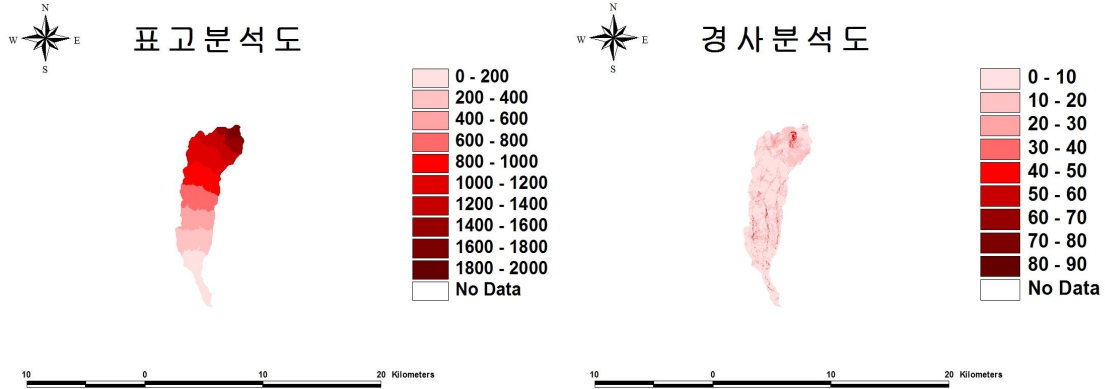 N
W E
S
표고분석도
0 - 200
200 - 400
400 - 600
600 - 800
800 - 1000
1000 - 1200
1200 - 1400
1400 - 1600
1600 - 1800
1800 - 2000
No Data
10 0 10 20 Kilometers
N
W E
S
경사분석도
0 - 10
10 - 20
20 - 30
30 - 40
40 - 50
50 - 60
60 - 70
70 - 80
80 - 90
No Data
10 0 10 20 Kilometers